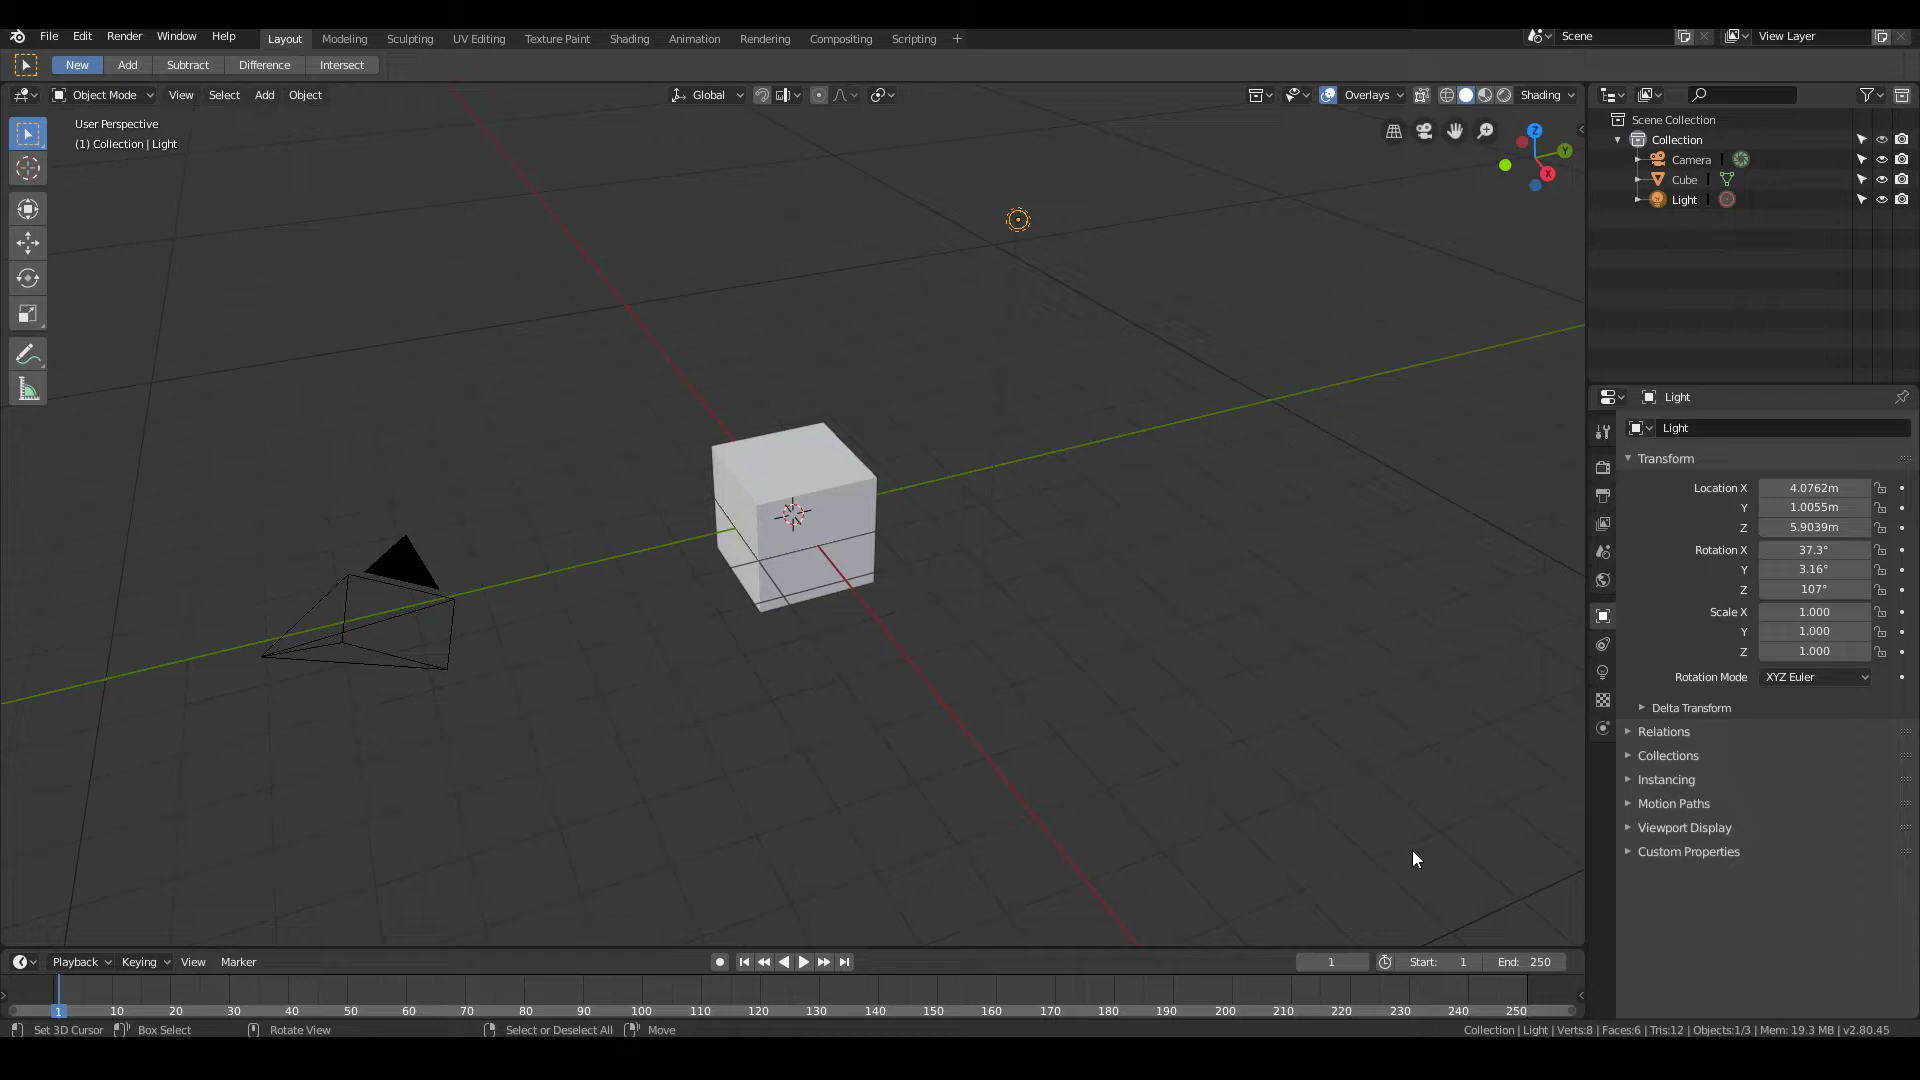 File Edit Render Window Help Layout Modeling Sculpting UV Editing Texture Paint Shading Animation Rendering Compositing Scripting + Scene View Layer
New Add Subtract Difference Intersect
Object Mode View Select Add Object Global Overlays Shading
User Perspective
(1) Collection | Light
Z
Y
X
Scene Collection
Collection
Camera
Cube
Light
Light
Light
Transform
Location X 4.0762m
Y 1.0055m
Z 5.9039m
Rotation X 37.3°
Y 3.16°
Z 107°
Scale X 1.000
Y 1.000
Z 1.000
Rotation Mode XYZ Euler
Delta Transform
Relations
Collections
Instancing
Motion Paths
Viewport Display
Custom Properties
Playback Keying View Marker 1 Start: 1 End: 250
1 10 20 30 40 50 60 70 80 90 100 110 120 130 140 150 160 170 180 190 200 210 220 230 240 250
Set 3D Cursor Box Select Rotate View Select or Deselect All Move Collection | Light | Verts:8 | Faces:6 | Tris:12 | Objects:1/3 | Mem: 19.3 MB | v2.80.45